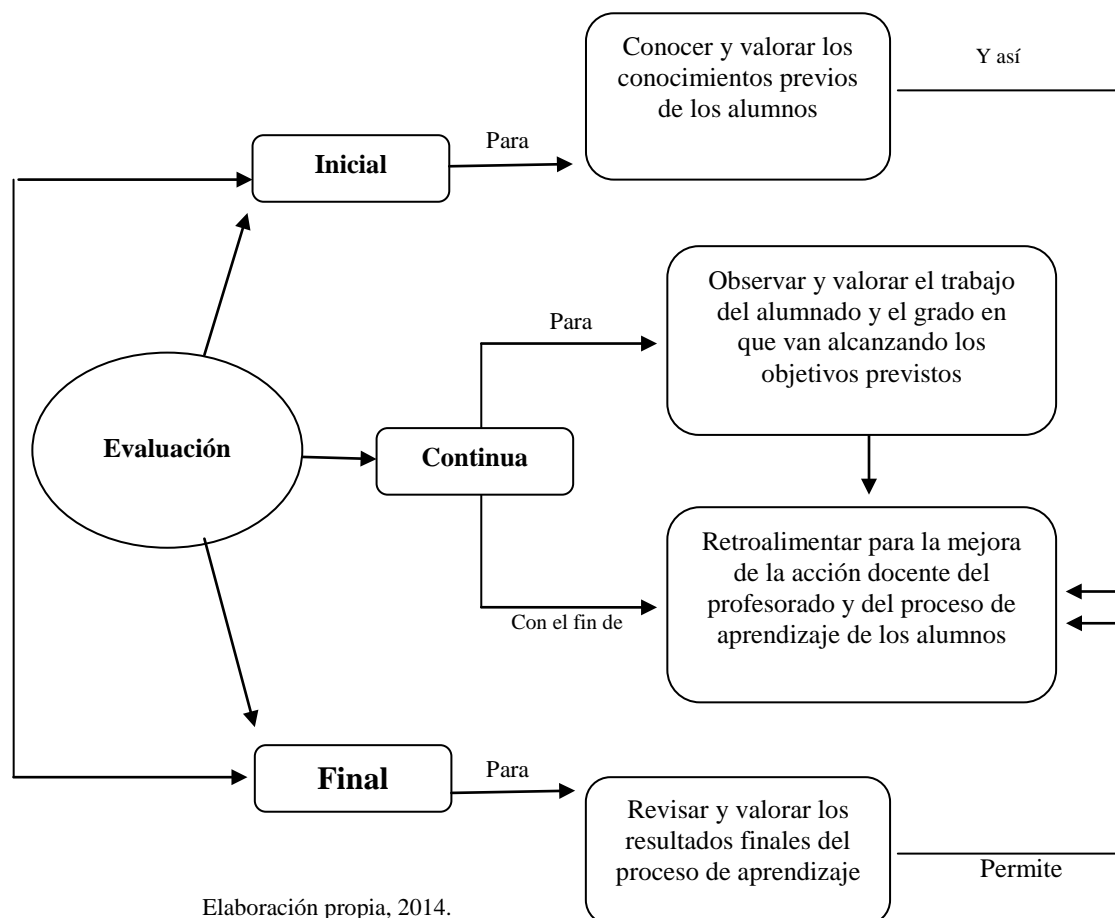 Conocer y valorar los
conocimientos previos
de los alumnos
Y así
Para
Inicial
Observar y valorar el trabajo
del alumnado y el grado en
que van alcanzando los
objetivos previstos
Para
Evaluación
Continua
Retroalimentar para la mejora
de la acción docente del
profesorado y del proceso de
aprendizaje de los alumnos
Con el fin de
Final
Para
Revisar y valorar los
resultados finales del
proceso de aprendizaje
Permite
Elaboración propia, 2014.